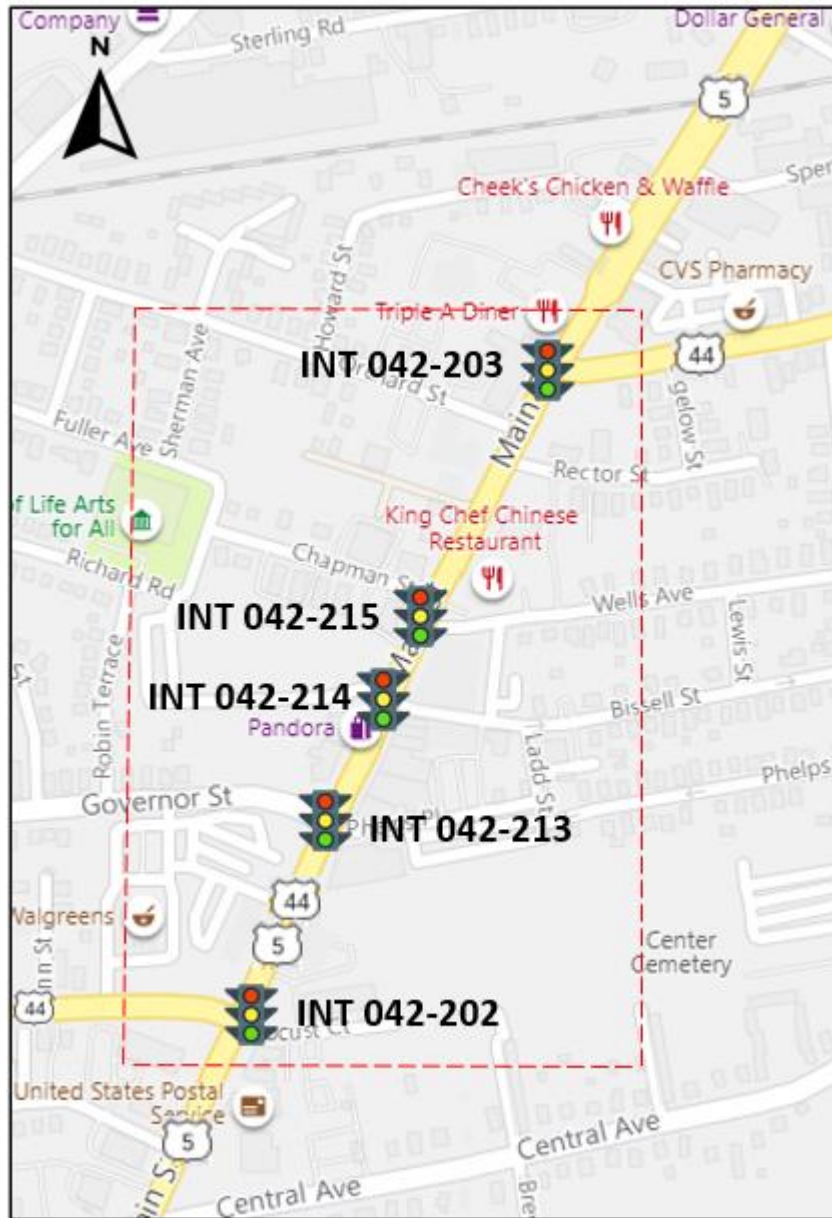 Company
Dollar General
Sterling Rd
N
5
Cheek's Chicken & Waffle
CVS Pharmacy
Howard St
Triple A Diner
44
INT 042-203
Orchard St
Sherman Ave
Main
Fuller Ave
Rector St
of Life Arts
for All
King Chef Chinese
Restaurant
Chapman
Richard Rd
Wells Ave
INT 042-215
Lewis St
INT 042-214
Bissell St
Pandora
Robin Terrace
Ladd St
Phelps
Governor St
INT 042-213
44
Walgreens
5
Center
Cemetery
44
INT 042-202
United States Postal
Service
5
Central Ave
Central Ave